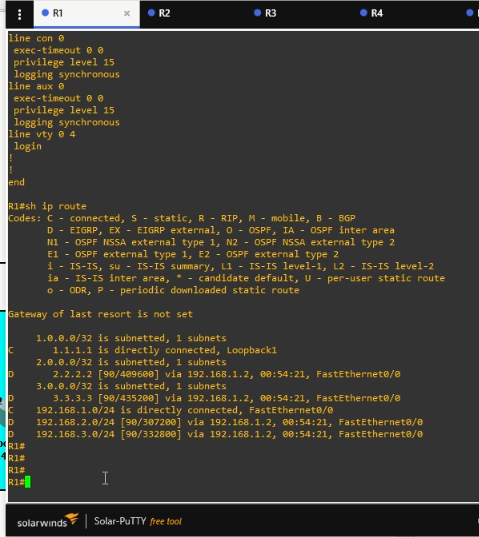 R1 × R2 R3 R4
line con 0
 exec-timeout 0 0
 privilege level 15
 logging synchronous
line aux 0
 exec-timeout 0 0
 privilege level 15
 logging synchronous
line vty 0 4
 login
!
!
end
R1#sh ip route
Codes: C - connected, S - static, R - RIP, M - mobile, B - BGP
       D - EIGRP, EX - EIGRP external, O - OSPF, IA - OSPF inter area
       N1 - OSPF NSSA external type 1, N2 - OSPF NSSA external type 2
       E1 - OSPF external type 1, E2 - OSPF external type 2
       i - IS-IS, su - IS-IS summary, L1 - IS-IS level-1, L2 - IS-IS level-2
       ia - IS-IS inter area, * - candidate default, U - per-user static route
       o - ODR, P - periodic downloaded static route
Gateway of last resort is not set
     1.0.0.0/32 is subnetted, 1 subnets
C       1.1.1.1 is directly connected, Loopback1
     2.0.0.0/32 is subnetted, 1 subnets
D       2.2.2.2 [90/409600] via 192.168.1.2, 00:54:21, FastEthernet0/0
     3.0.0.0/32 is subnetted, 1 subnets
D       3.3.3.3 [90/435200] via 192.168.1.2, 00:54:21, FastEthernet0/0
C    192.168.1.0/24 is directly connected, FastEthernet0/0
D    192.168.2.0/24 [90/307200] via 192.168.1.2, 00:54:21, FastEthernet0/0
D    192.168.3.0/24 [90/332800] via 192.168.1.2, 00:54:21, FastEthernet0/0
R1#
R1#
R1#
R1#
solarwinds | Solar-PuTTY free tool